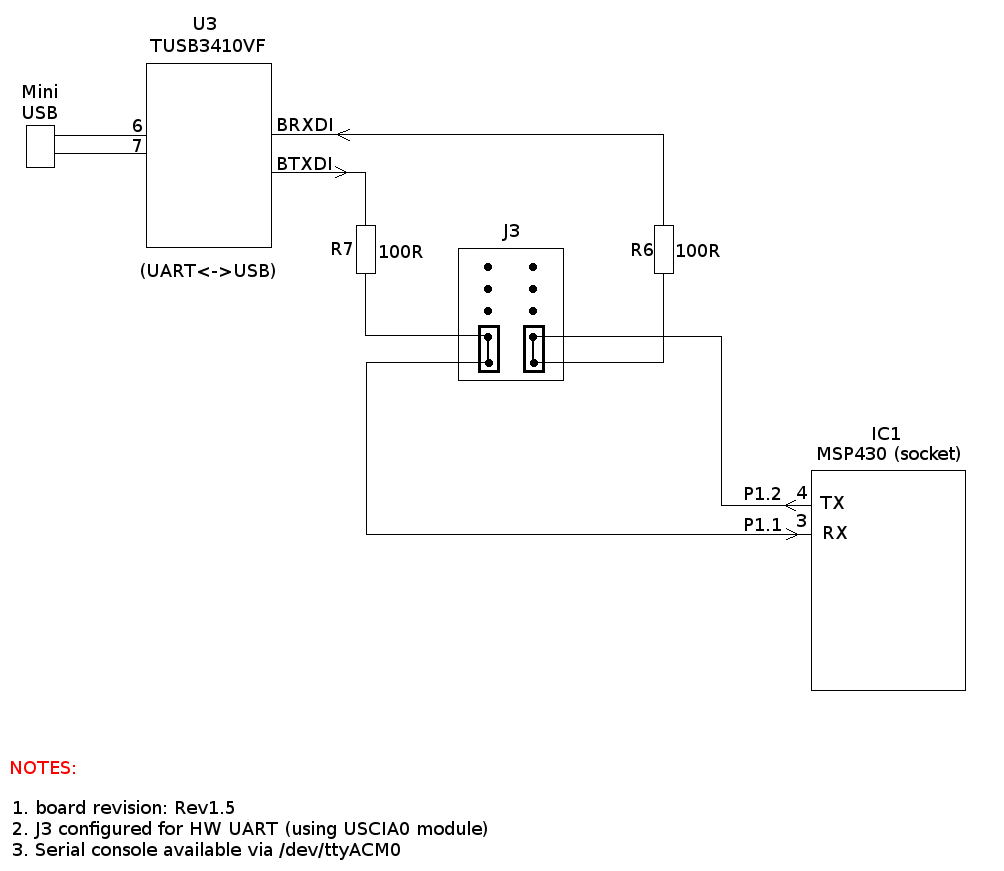 U3
TUSB3410VF
Mini
USB
6
7
BRXDI
BTXDI
(UART<->USB)
R7
100R
J3
R6
100R
IC1
MSP430 (socket)
P1.2
4
TX
P1.1
3
RX
NOTES:
1. board revision: Rev1.5
2. J3 configured for HW UART (using USCIA0 module)
3. Serial console available via /dev/ttyACM0